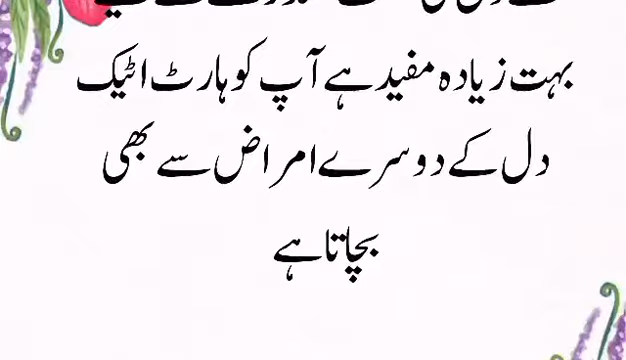 بہت زیادہ مفید ہے آپ کو ہارٹ اٹیک
دل کے دوسرے امراض سے بھی
بچاتا ہے